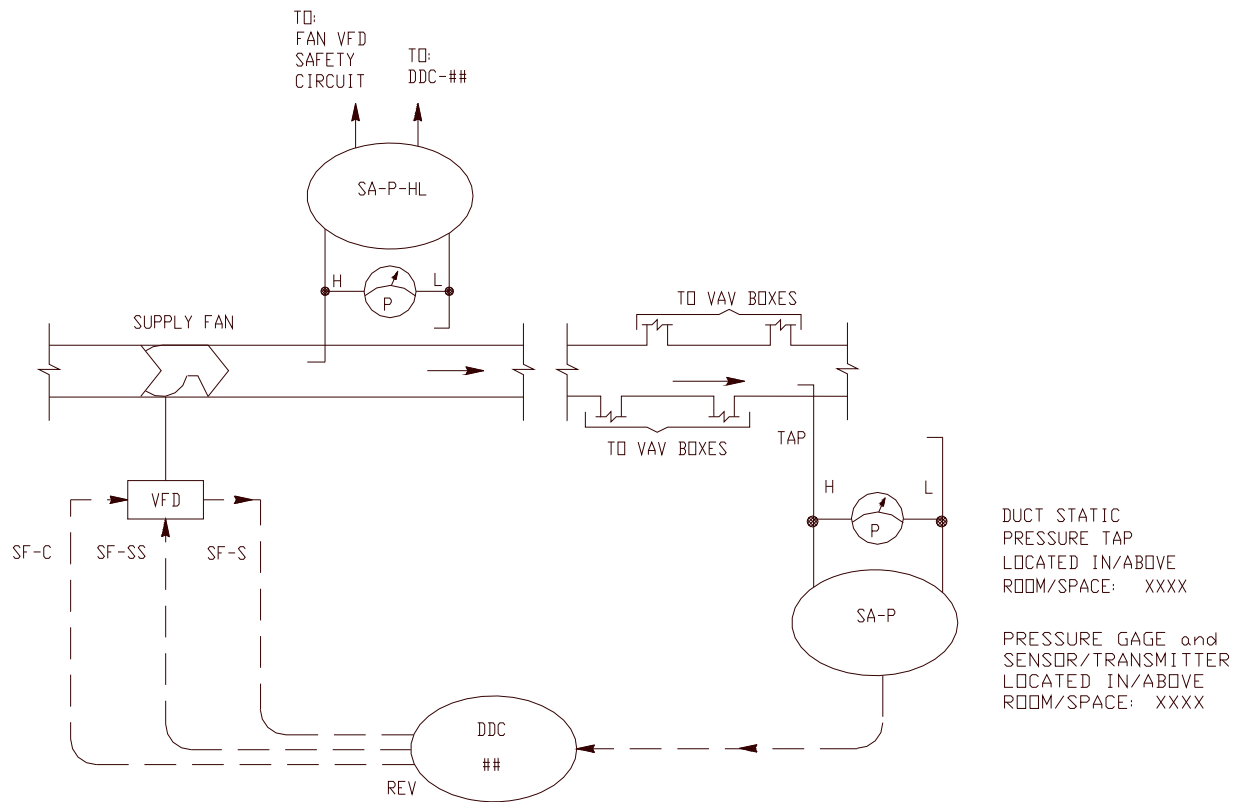 TO:
FAN VFD
SAFETY
CIRCUIT
TO:
DDC-##
SA-P-HL
H
L
P
SUPPLY FAN
TO VAV BOXES
TO VAV BOXES
TAP
VFD
SF-C
SF-SS
SF-S
H
L
P
SA-P
DUCT STATIC
PRESSURE TAP
LOCATED IN/ABOVE
ROOM/SPACE: XXXX
PRESSURE GAGE and
SENSOR/TRANSMITTER
LOCATED IN/ABOVE
ROOM/SPACE: XXXX
DDC
##
REV